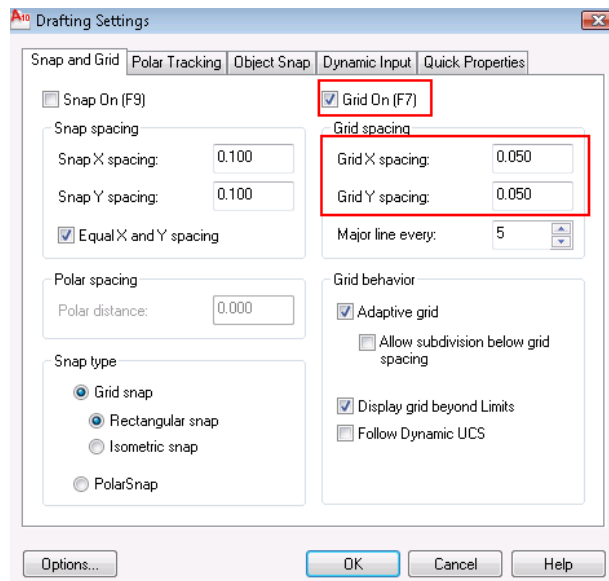 A10 Drafting Settings
Snap and Grid Polar Tracking Object Snap Dynamic Input Quick Properties
Snap On (F9)
Snap spacing
Snap X spacing: 0.100
Snap Y spacing: 0.100
Equal X and Y spacing
Polar spacing
Polar distance: 0.000
Snap type
Grid snap
Rectangular snap
Isometric snap
PolarSnap
Grid On (F7)
Grid spacing
Grid X spacing: 0.050
Grid Y spacing: 0.050
Major line every: 5
Grid behavior
Adaptive grid
Allow subdivision below grid
spacing
Display grid beyond Limits
Follow Dynamic UCS
Options... OK Cancel Help